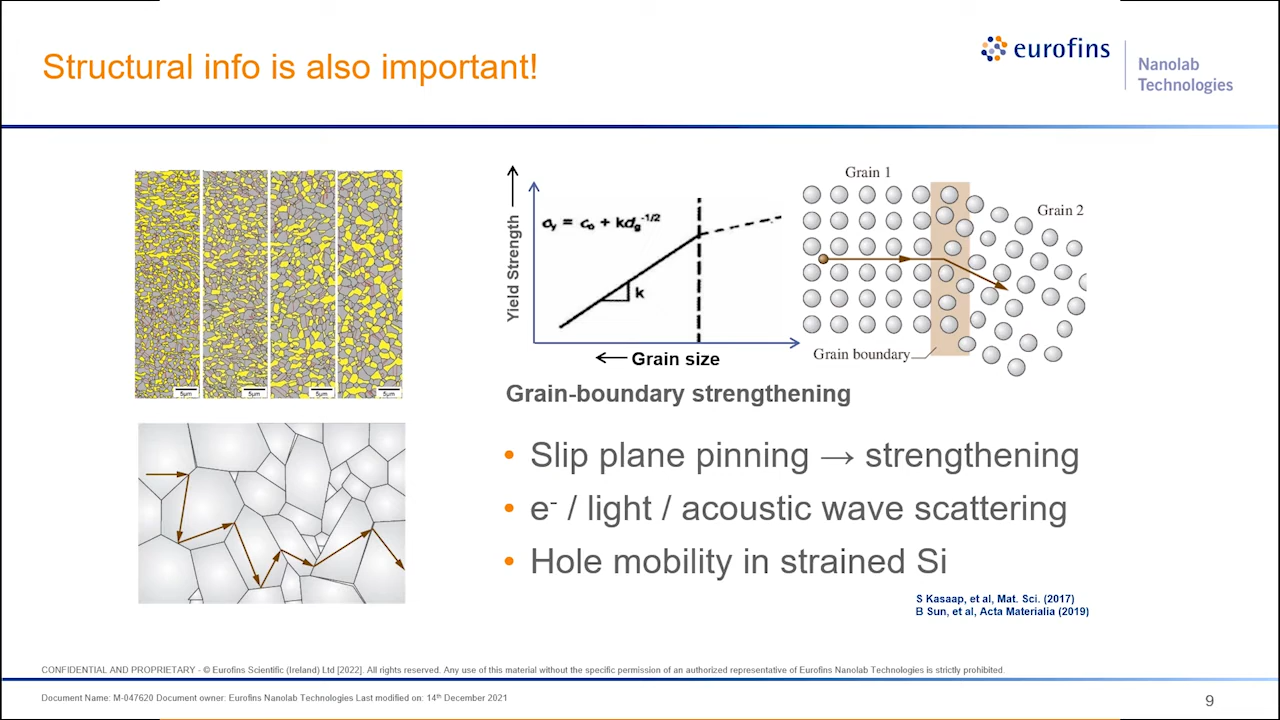 Structural info is also important!
eurofins
Nanolab
Technologies
5µm
5µm
5µm
5µm
Yield Strength
σy = σo + kdg^-1/2
k
← Grain size
Grain 1
Grain 2
Grain boundary
Grain-boundary strengthening
• Slip plane pinning → strengthening
• e⁻ / light / acoustic wave scattering
• Hole mobility in strained Si
S Kasaap, et al, Mat. Sci. (2017)
B Sun, et al, Acta Materialia (2019)
CONFIDENTIAL AND PROPRIETARY - © Eurofins Scientific (Ireland) Ltd [2022]. All rights reserved. Any use of this material without the specific permission of an authorized representative of Eurofins Nanolab Technologies is strictly prohibited.
Document Name: M-047620 Document owner: Eurofins Nanolab Technologies Last modified on: 14th December 2021
9